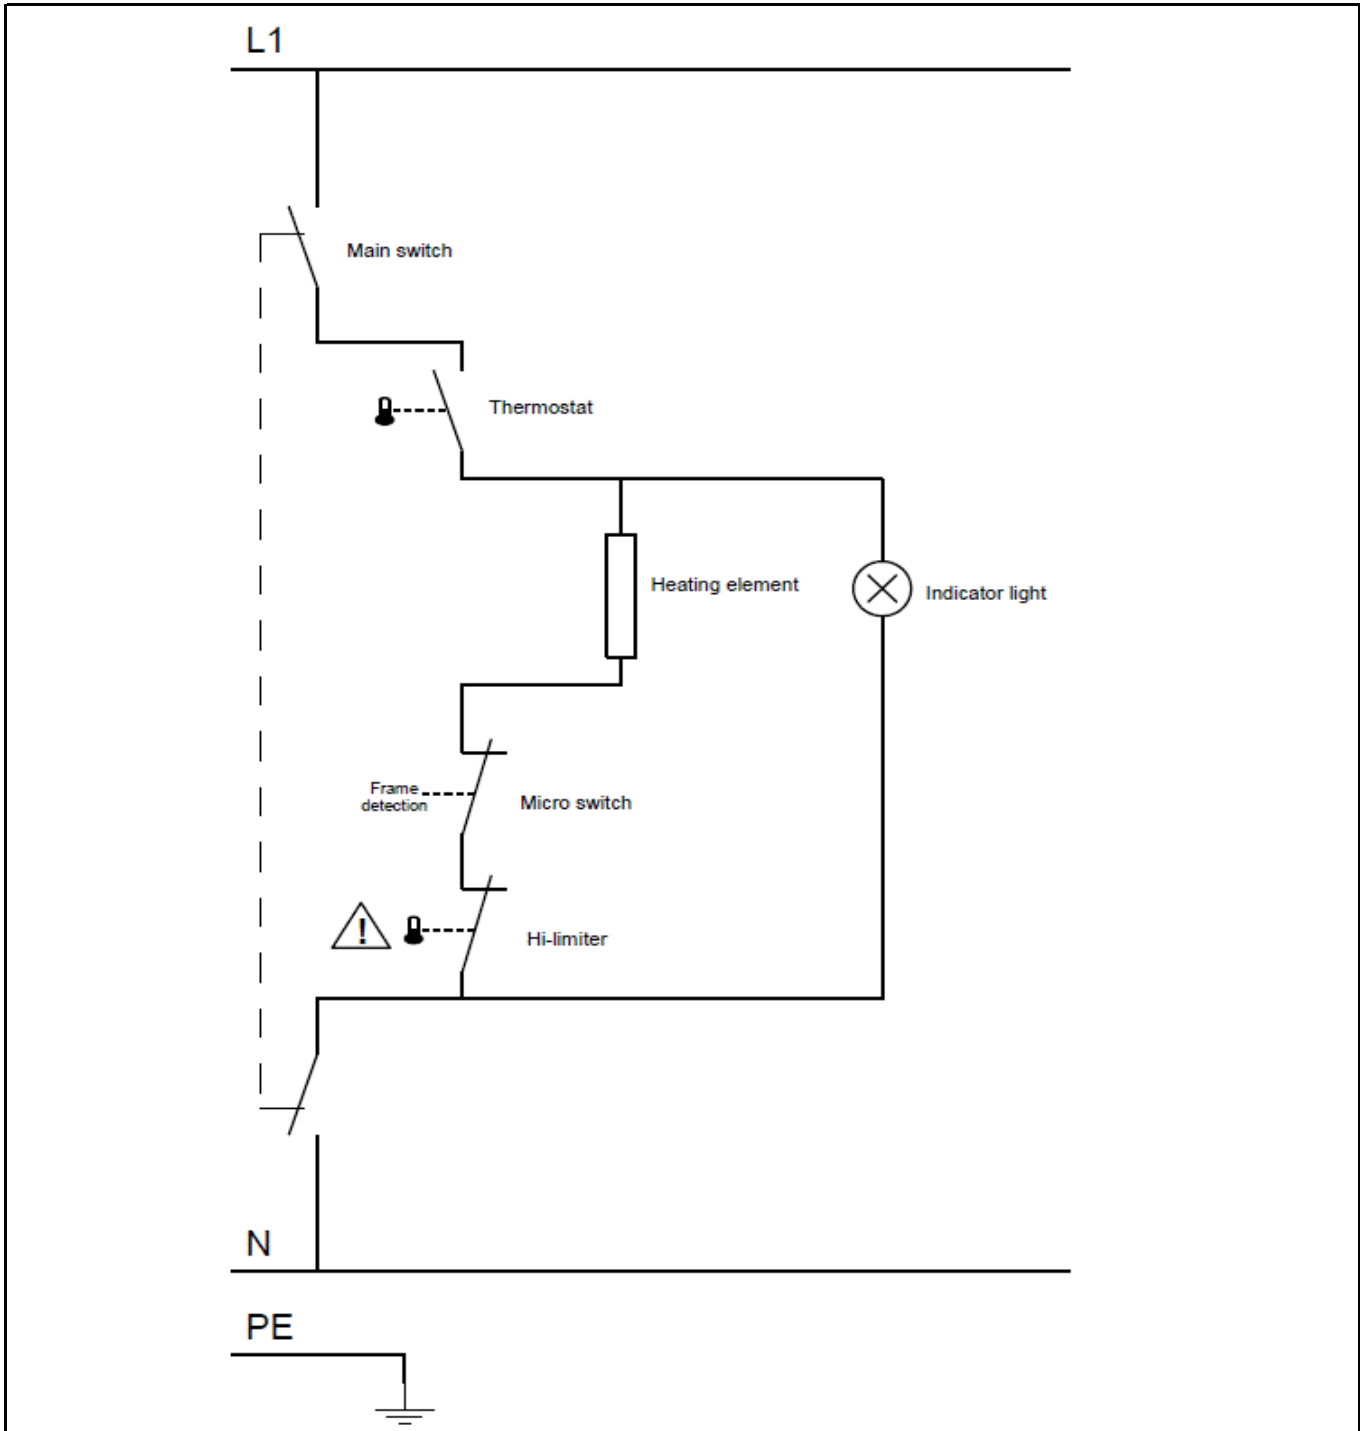 L1
Main switch
Thermostat
Heating element
Indicator light
Frame
detection
Micro switch
!
Hi-limiter
N
PE